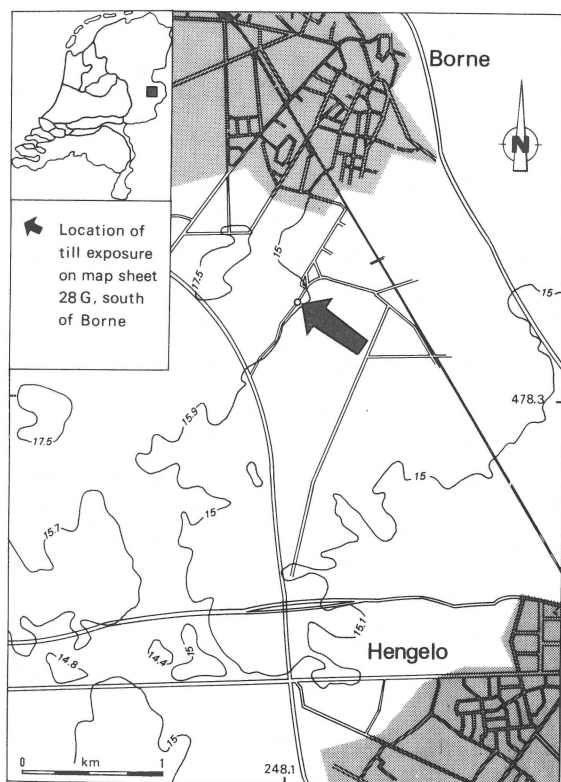 Borne
N
Location of
till exposure
on map sheet
28 G, south
of Borne
17.5
15
15
17.5
15.9
478.3
15
15
15.7
15.1
14.8
14.4
15
Hengelo
15
0 km 1
248.1